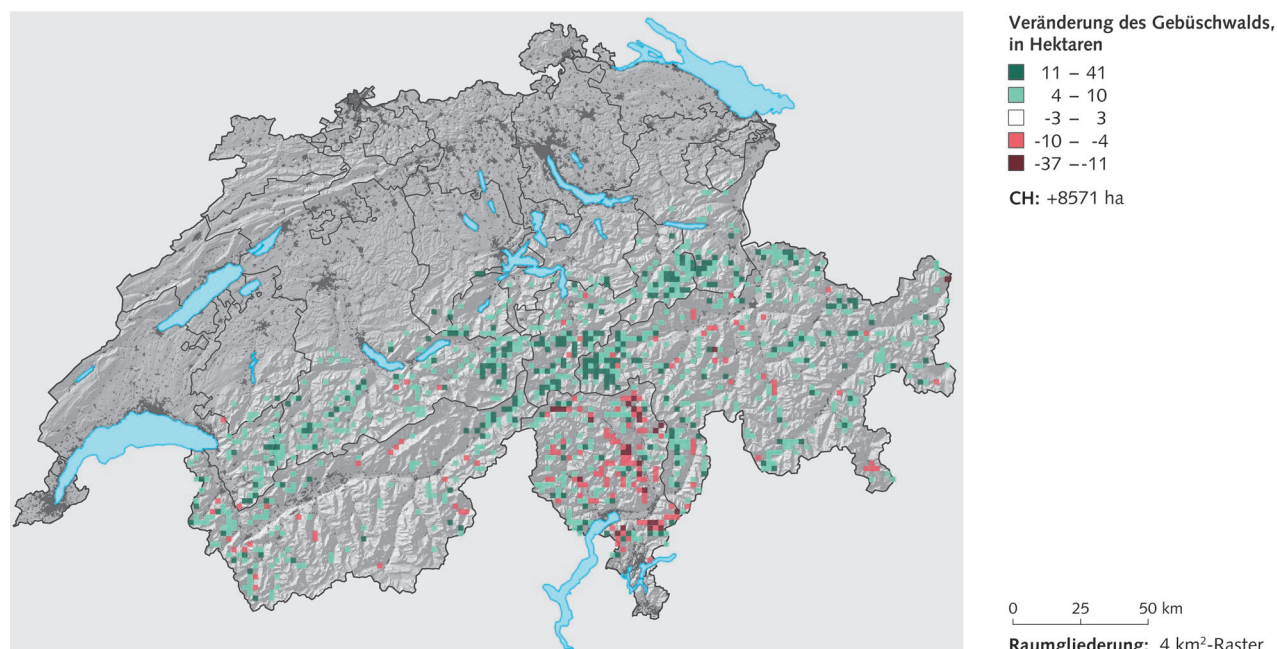 Veränderung des Gebüschwalds,
in Hektaren
11 – 41
4 – 10
-3 – 3
-10 – -4
-37 – -11
CH: +8571 ha
0 25 50 km
Raumgliederung: 4 km²-Raster